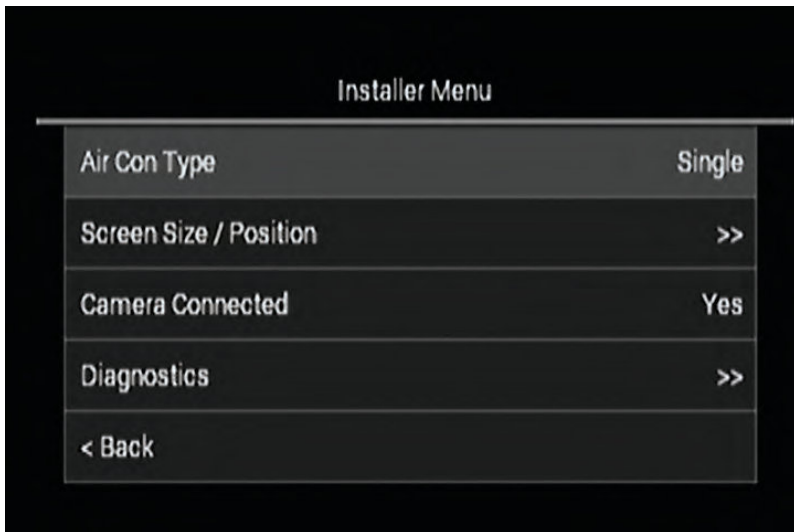 Installer Menu
Air Con Type Single
Screen Size / Position >>
Camera Connected Yes
Diagnostics >>
< Back